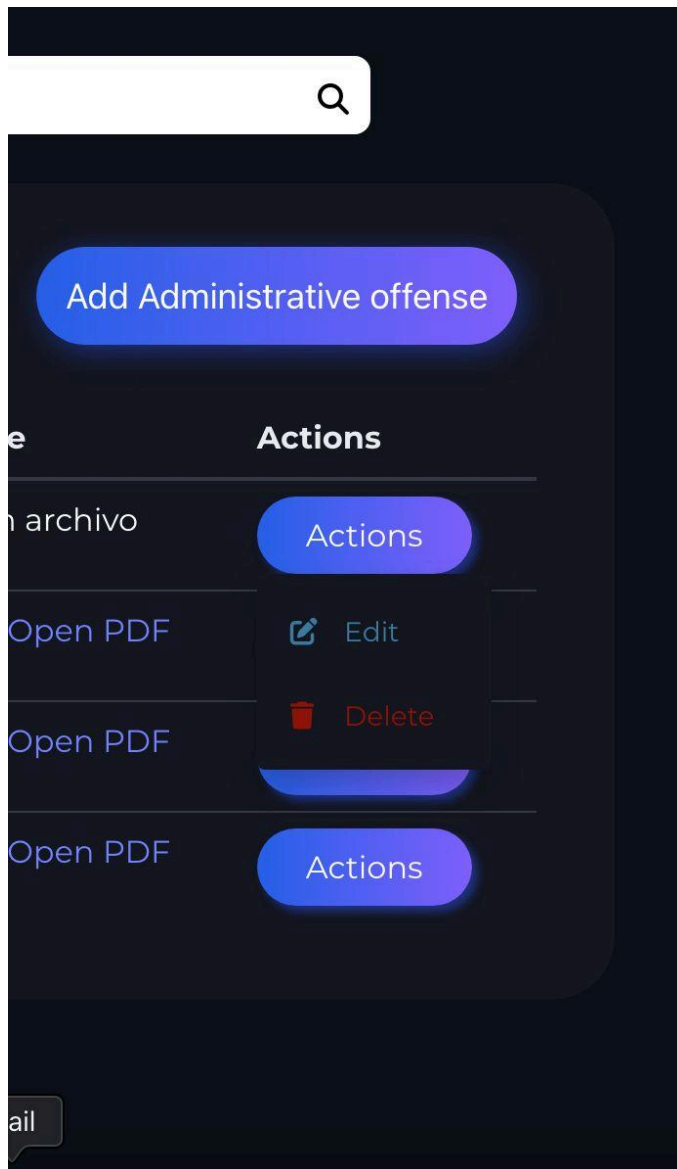 Add Administrative offense
e Actions
n archivo Actions
Open PDF Edit
Delete
Open PDF
Open PDF Actions
ail